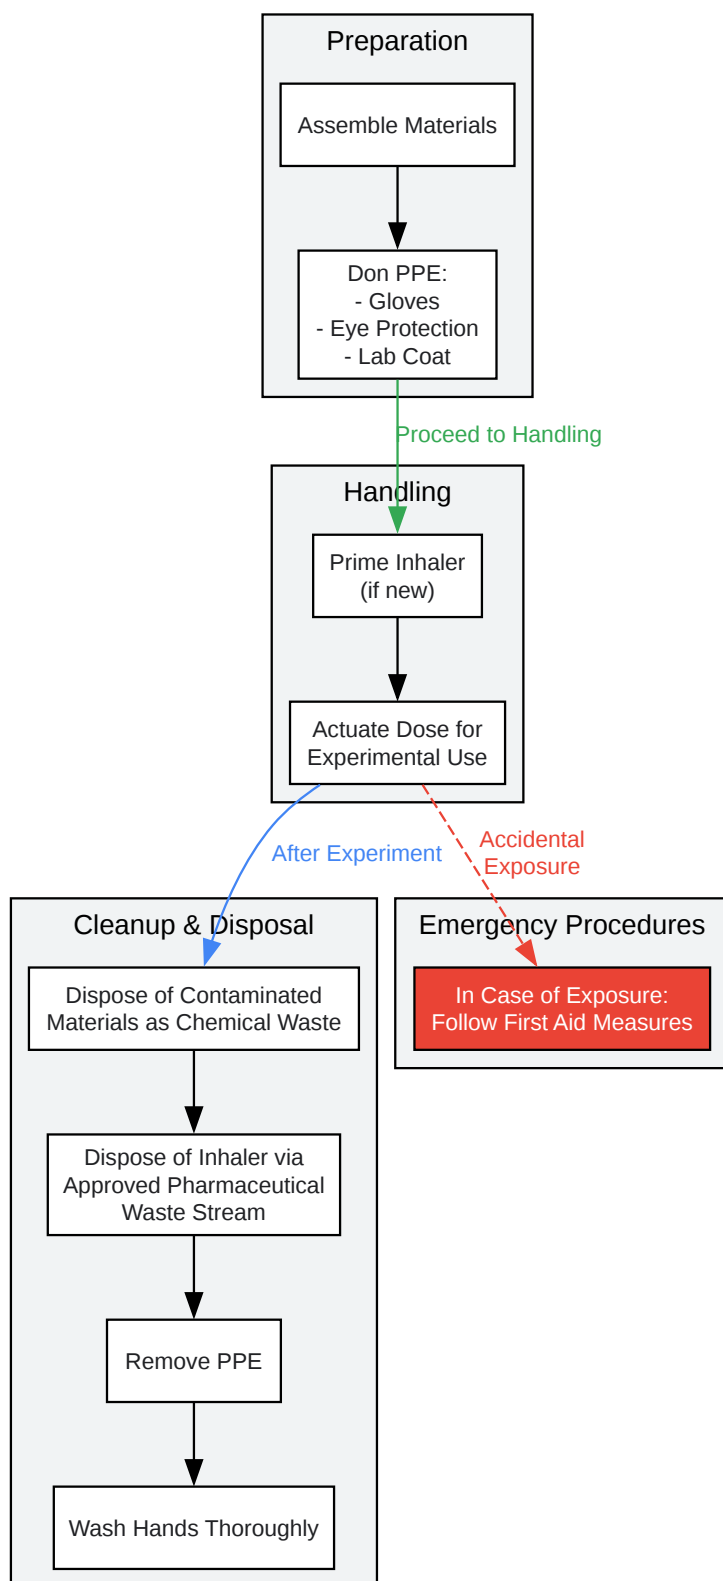 Preparation
Assemble Materials
Don PPE:
- Gloves
- Eye Protection
- Lab Coat
Proceed to Handling
Handling
Prime Inhaler
(if new)
Actuate Dose for
Experimental Use
After Experiment
Accidental
Exposure
Cleanup & Disposal
Dispose of Contaminated
Materials as Chemical Waste
Dispose of Inhaler via
Approved Pharmaceutical
Waste Stream
Remove PPE
Wash Hands Thoroughly
Emergency Procedures
In Case of Exposure:
Follow First Aid Measures